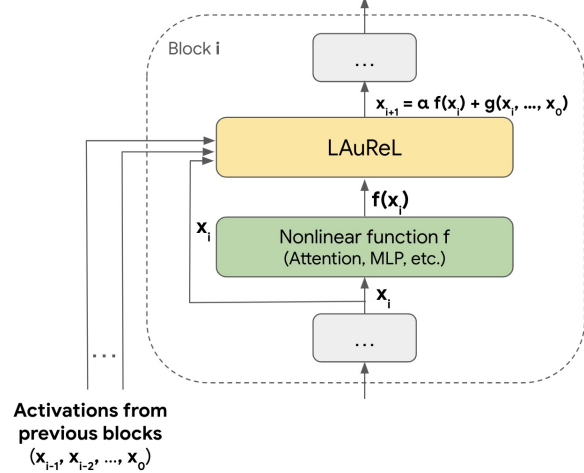 Block i
...
x_{i+1} = α f(x_i) + g(x_i, ..., x_0)
LAuReL
f(x_i)
x_i
Nonlinear function f
(Attention, MLP, etc.)
x_i
...
...
Activations from
previous blocks
(x_{i-1}, x_{i-2}, ..., x_0)